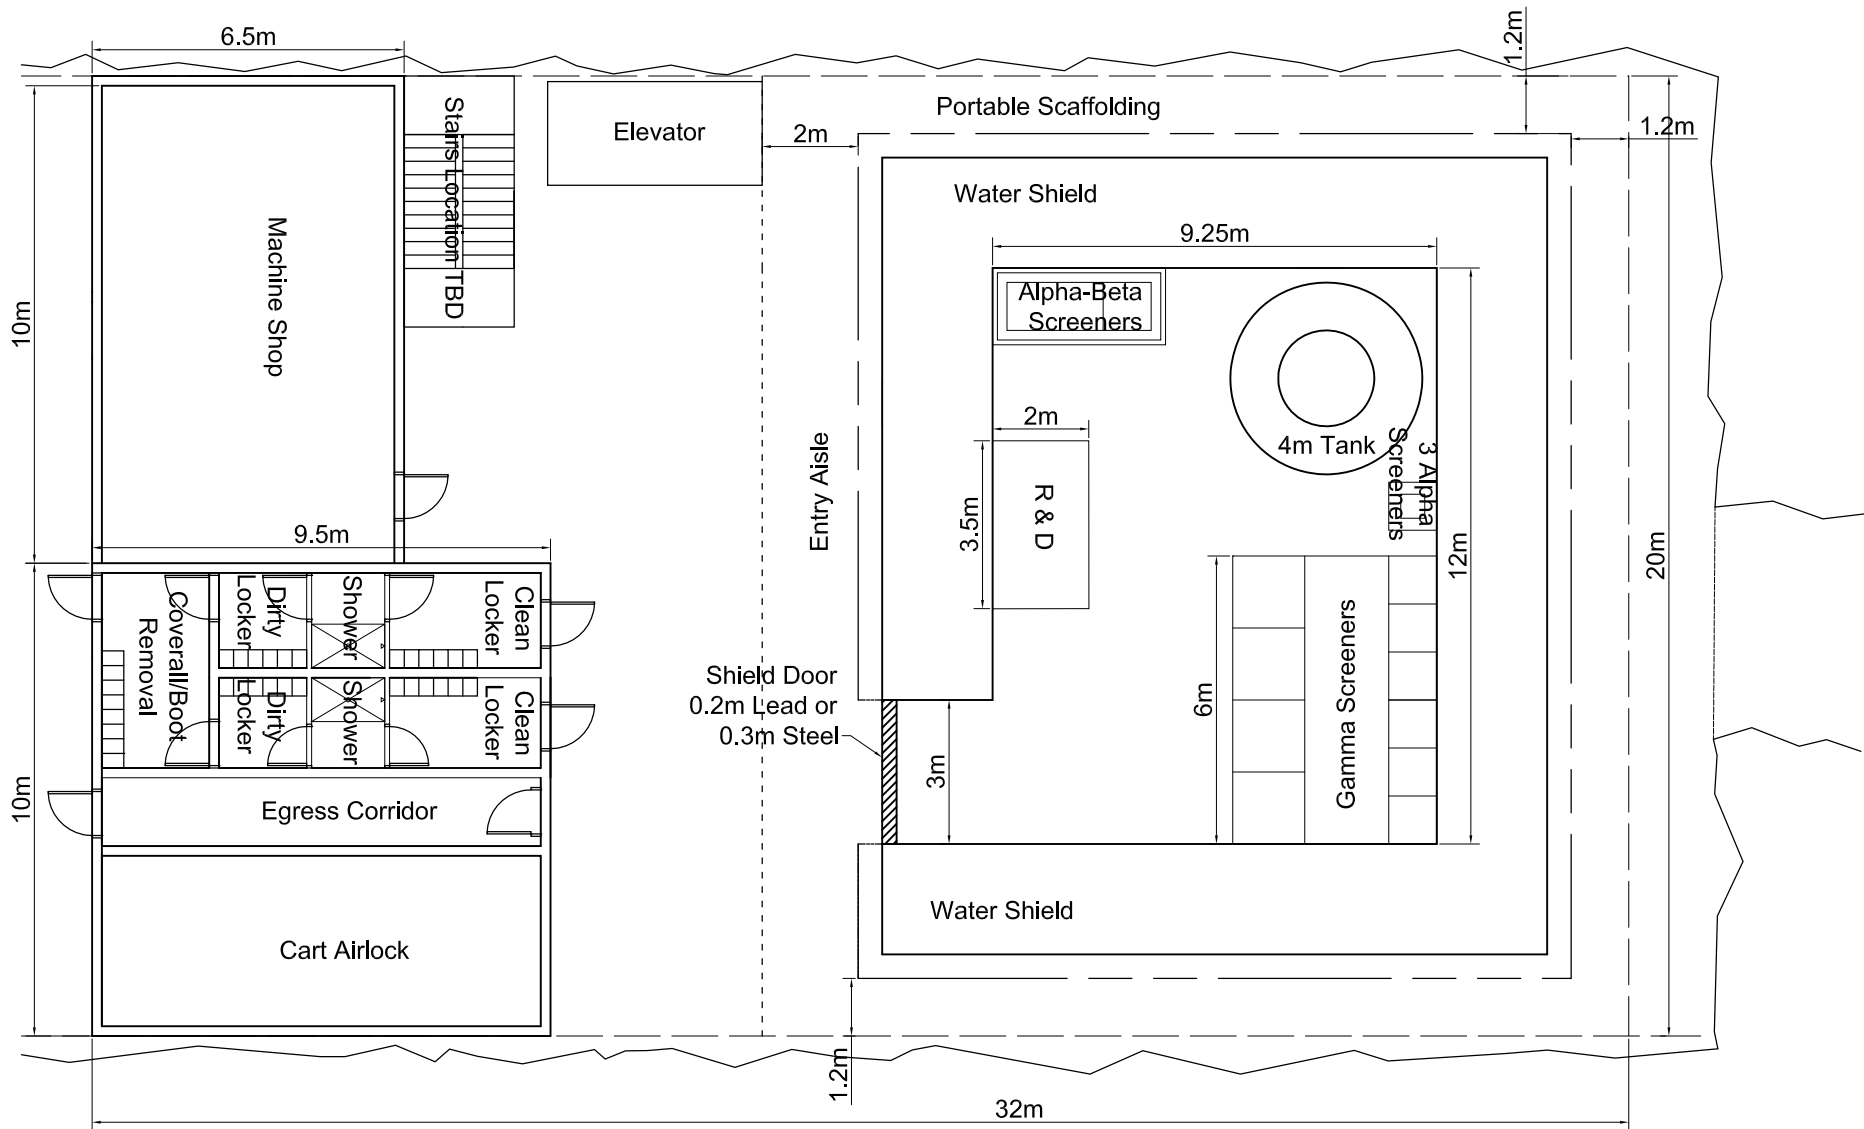 6.5m
1.2m
Portable Scaffolding
Elevator
2m
1.2m
Stairs Location TBD
Water Shield
9.25m
Machine Shop
Alpha-Beta
Screeners
10m
2m
4m Tank
3 Alpha
Screeners
Entry Aisle
R & D
3.5m
9.5m
12m
20m
Coverall/Boot
Removal
Dirty
Locker
Shower
Clean
Locker
Dirty
Locker
Shower
Clean
Locker
Shield Door
0.2m Lead or
0.3m Steel
6m
Gamma Screeners
3m
10m
Egress Corridor
Cart Airlock
Water Shield
1.2m
32m